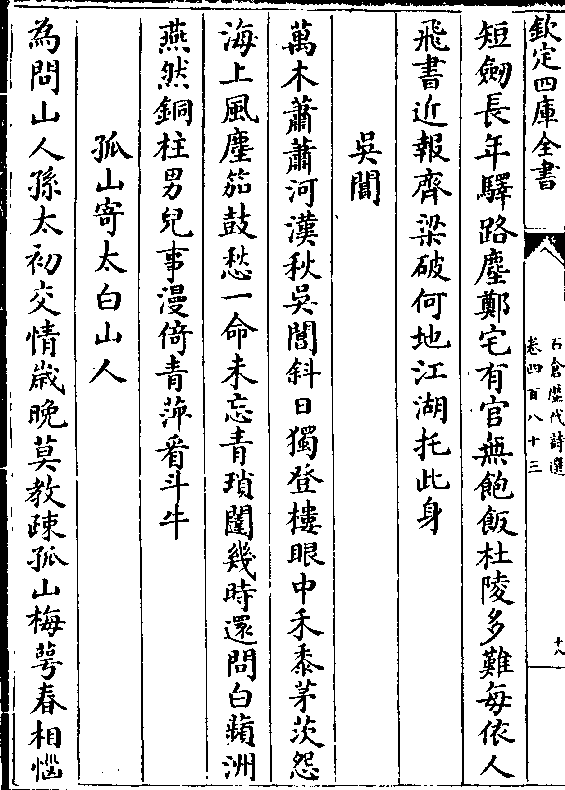 欽定四庫全書
石倉歷代詩選
卷四百八十三
十八
短劒長年驛路塵鄭宅有官無飽飯杜陵多難每依人
飛書近報齊梁破何地江湖托此身
吳閶
萬木蕭蕭河漢秋吳閶斜日獨登樓眼中禾黍茅茨怨
海上風塵笳鼓愁一命未忘青瑣闥幾時還問白蘋洲
燕然銅柱男兒事漫倚青萍看斗牛
孤山寄太白山人
為問山人孫太初交情歲晚莫教疎孤山梅萼春相惱